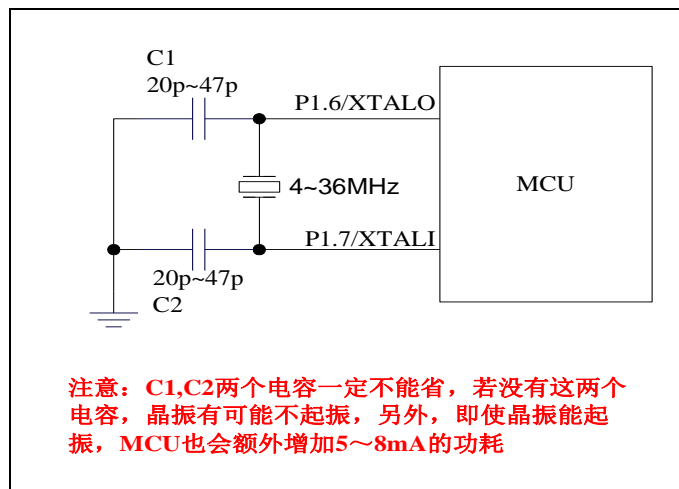 C1
20p~47p
P1.6/XTALO
4~36MHz
MCU
P1.7/XTALI
20p~47p
C2
注意：C1,C2两个电容一定不能省，若没有这两个
电容，晶振有可能不起振，另外，即使晶振能起
振，MCU也会额外增加5～8mA的功耗